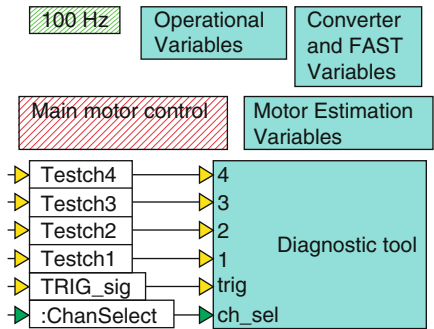 100 Hz
Operational
Variables
Converter
and FAST
Variables
Main motor control
Motor Estimation
Variables
Testch4
4
Testch3
3
Testch2
2
Testch1
1
Diagnostic tool
TRIG_sig
trig
:ChanSelect
ch_sel